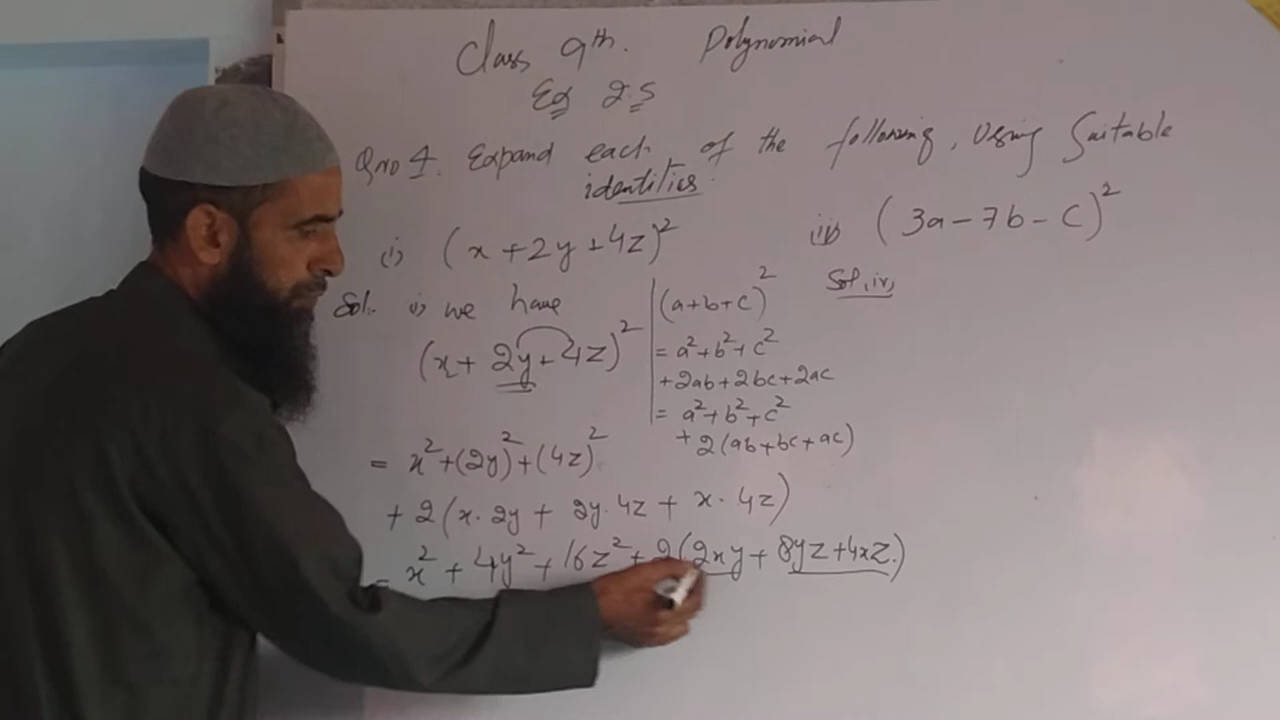 Class 9th. Polynomial
Ex 2.5
Qno 4. Expand each of the following, Using Suitable
identities.
(i) (x + 2y + 4z)²
(iv) (3a - 7b - c)²
Sol. i) we have
(x + 2y + 4z)²
= x² + (2y)² + (4z)²
+ 2(x. 2y + 2y. 4z + x. 4z)
= x² + 4y² + 16z² + 2(2xy + 8yz + 4xz.)
(a+b+c)²
= a²+b²+c²
+2ab+2bc+2ac
= a²+b²+c²
+2(ab+bc+ac)
Sol, iv,